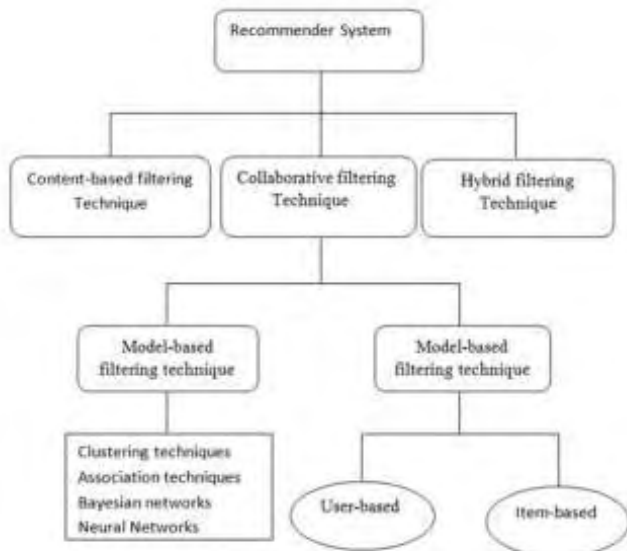 Recommender System
Content-based filtering
Technique
Collaborative filtering
Technique
Hybrid filtering
Technique
Model-based
filtering technique
Model-based
filtering technique
Clustering techniques
Association techniques
Bayesian networks
Neural Networks
User-based
Item-based